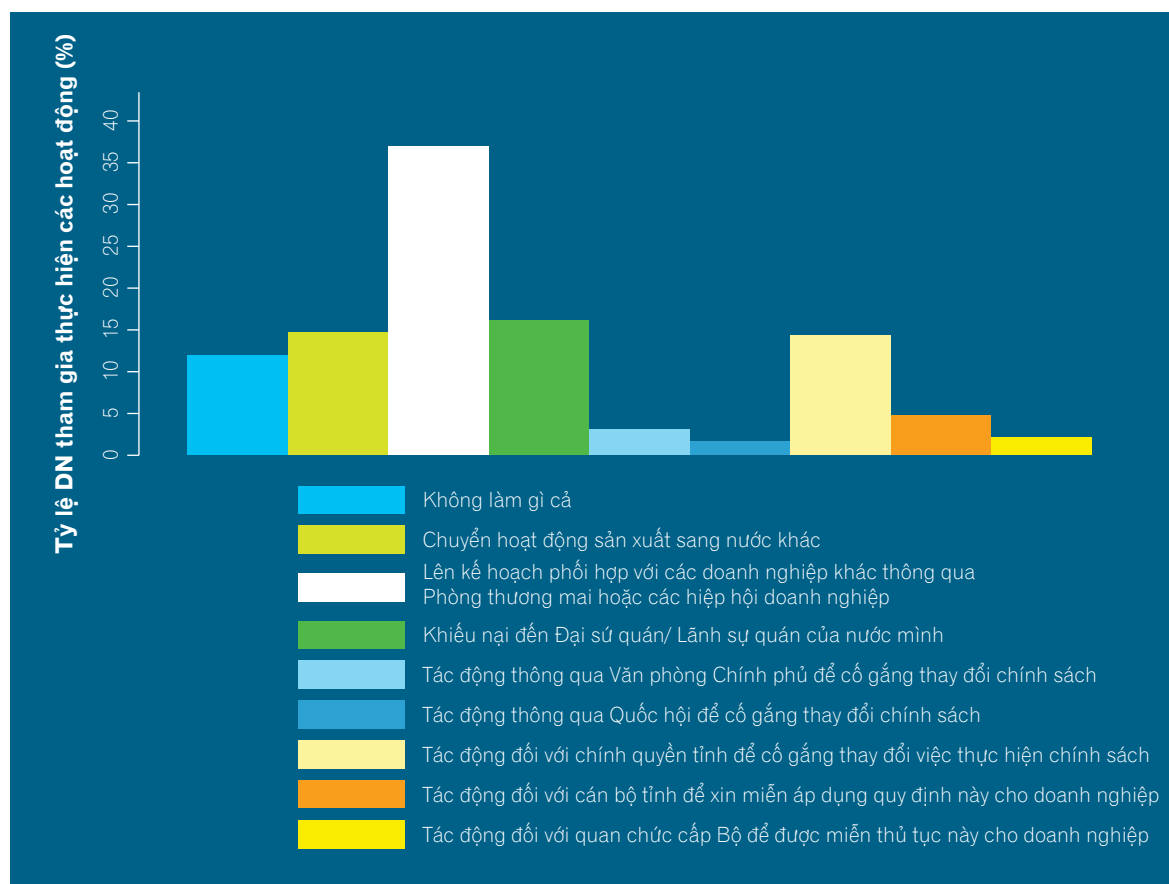 Tỷ lệ DN tham gia thực hiện các hoạt động (%)
40
35
30
25
20
15
10
5
0
Không làm gì cả
Chuyển hoạt động sản xuất sang nước khác
Lên kế hoạch phối hợp với các doanh nghiệp khác thông qua
Phòng thương mai hoặc các hiệp hội doanh nghiệp
Khiếu nại đến Đại sứ quán/ Lãnh sự quán của nước mình
Tác động thông qua Văn phòng Chính phủ để cố gắng thay đổi chính sách
Tác động thông qua Quốc hội để cố gắng thay đổi chính sách
Tác động đối với chính quyền tỉnh để cố gắng thay đổi việc thực hiện chính sách
Tác động đối với cán bộ tỉnh để xin miễn áp dụng quy định này cho doanh nghiệp
Tác động đối với quan chức cấp Bộ để được miễn thủ tục này cho doanh nghiệp